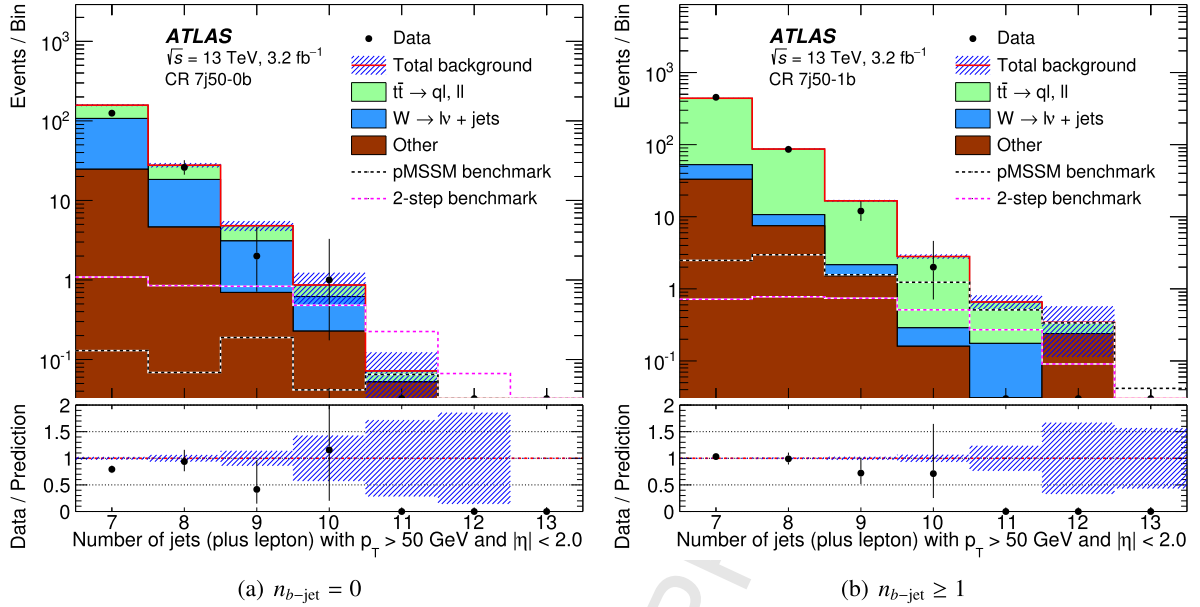 Events / Bin
10³
10²
10
1
10⁻¹
ATLAS
√s = 13 TeV, 3.2 fb⁻¹
CR 7j50-0b
Data
Total background
tt̄ → ql, ll
W → lν + jets
Other
pMSSM benchmark
2-step benchmark
Data / Prediction
2
1.5
1
0.5
0
7 8 9 10 11 12 13
Number of jets (plus lepton) with p_T > 50 GeV and |η| < 2.0
(a) n_{b−jet} = 0
Events / Bin
10³
10²
10
1
10⁻¹
ATLAS
√s = 13 TeV, 3.2 fb⁻¹
CR 7j50-1b
Data
Total background
tt̄ → ql, ll
W → lν + jets
Other
pMSSM benchmark
2-step benchmark
Data / Prediction
2
1.5
1
0.5
0
7 8 9 10 11 12 13
Number of jets (plus lepton) with p_T > 50 GeV and |η| < 2.0
(b) n_{b−jet} ≥ 1